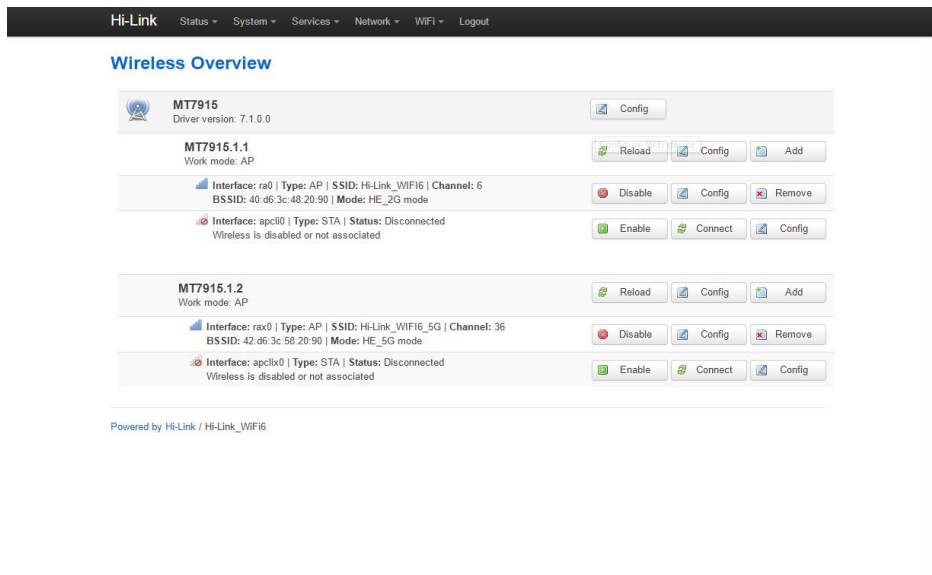 Hi-Link Status System Services Network WiFi Logout
Wireless Overview
MT7915
Driver version: 7.1.0.0
Config
MT7915.1.1
Work mode: AP
Reload Config Add
Interface: ra0 | Type: AP | SSID: Hi-Link_WIFI6 | Channel: 6
BSSID: 40:d6:3c:48:20:90 | Mode: HE_2G mode
Disable Config Remove
Interface: apcli0 | Type: STA | Status: Disconnected
Wireless is disabled or not associated
Enable Connect Config
MT7915.1.2
Work mode: AP
Reload Config Add
Interface: rax0 | Type: AP | SSID: Hi-Link_WIFI6_5G | Channel: 36
BSSID: 42:d6:3c:58:20:90 | Mode: HE_5G mode
Disable Config Remove
Interface: apclix0 | Type: STA | Status: Disconnected
Wireless is disabled or not associated
Enable Connect Config
Powered by Hi-Link / Hi-Link_WiFi6